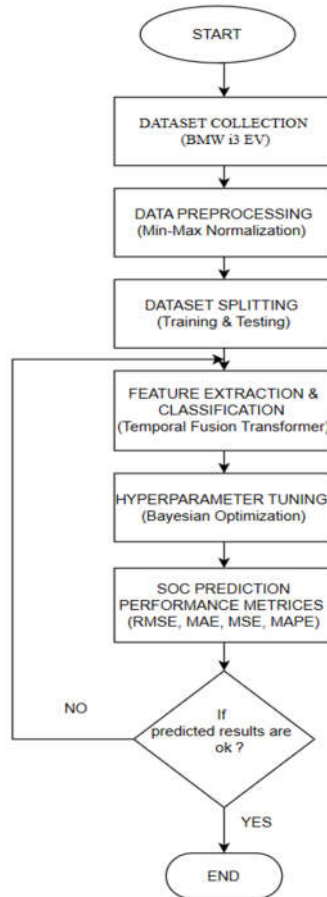 START
DATASET COLLECTION
(BMW i3 EV)
DATA PREPROCESSING
(Min-Max Normalization)
DATASET SPLITTING
(Training & Testing)
FEATURE EXTRACTION &
CLASSIFICATION
(Temporal Fusion Transformer)
HYPERPARAMETER TUNING
(Bayesian Optimization)
SOC PREDICTION
PERFORMANCE METRICES
(RMSE, MAE, MSE, MAPE)
If
predicted results are
ok ?
NO
YES
END